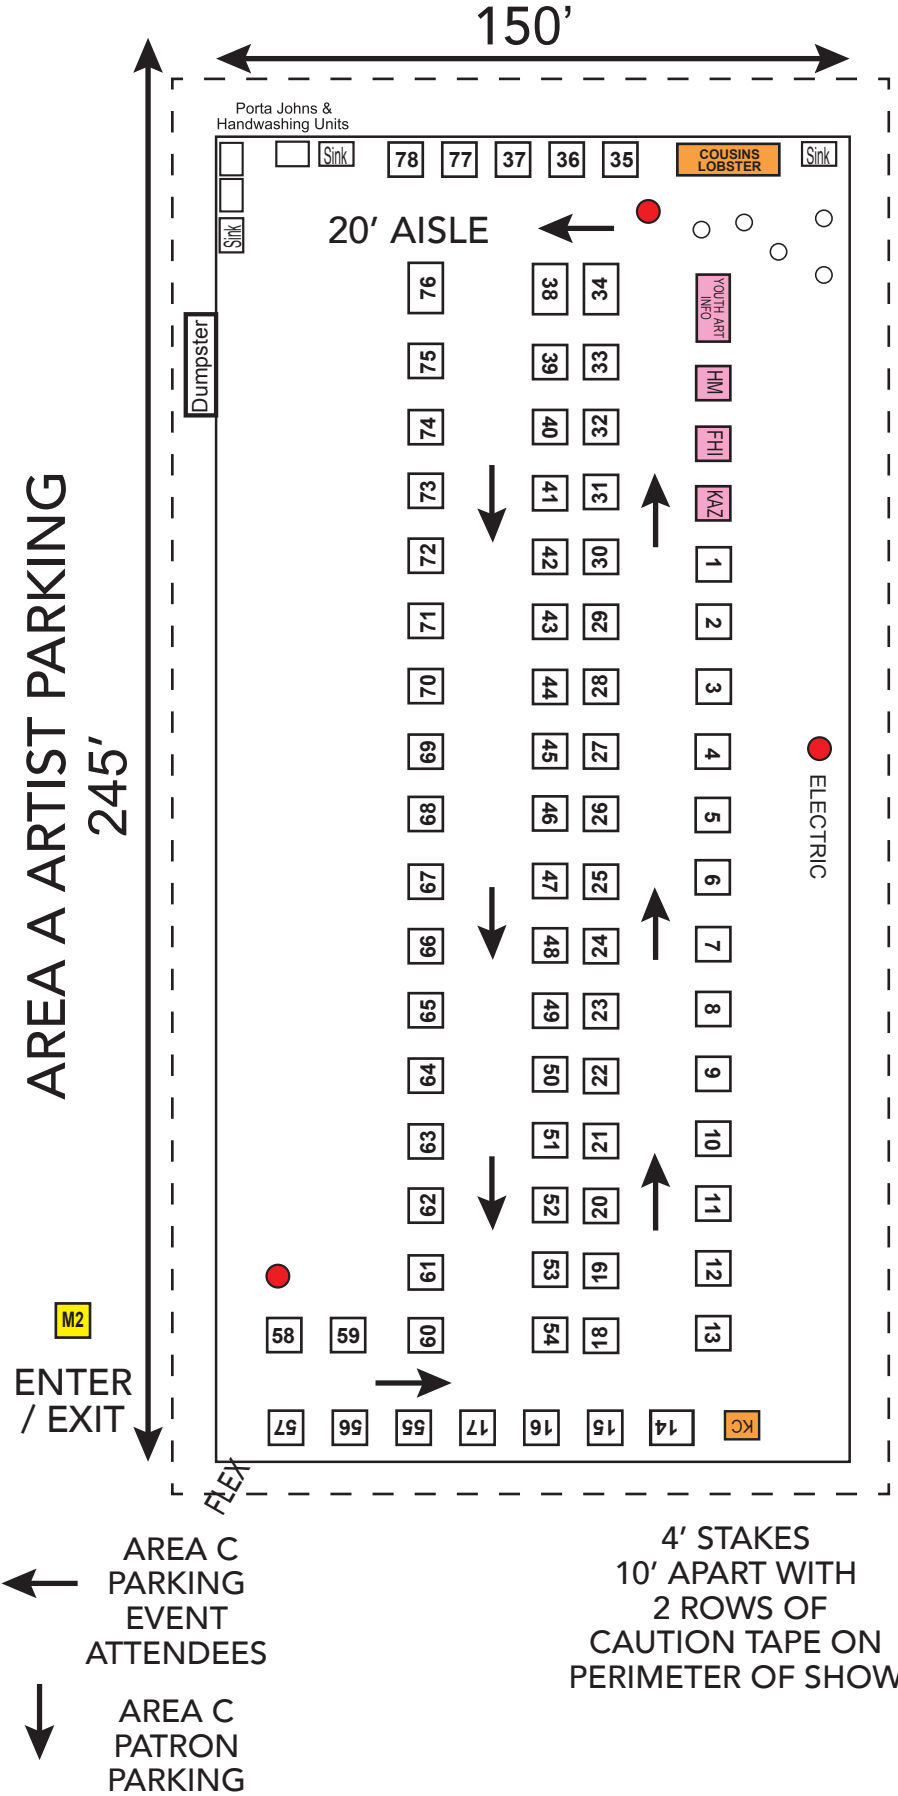 150’
Porta Johns &
Handwashing Units
Sink
78
77
37
36
35
COUSINS
LOBSTER
Sink
Sink
20’ AISLE
76
38
34
YOUTH ART
INFO
Dumpster
75
39
33
HM
74
40
32
FHI
73
41
31
KAZ
72
42
30
1
71
43
29
2
70
44
28
3
69
45
27
4
ELECTRIC
68
46
26
5
67
47
25
6
66
48
24
7
65
49
23
8
64
50
22
9
63
51
21
10
62
52
20
11
61
53
19
12
58
59
60
54
18
13
57
56
55
17
16
15
14
KC
AREA A ARTIST PARKING
245’
M2
ENTER
/ EXIT
FLEX
AREA C
PARKING
EVENT
ATTENDEES
AREA C
PATRON
PARKING
4’ STAKES
10’ APART WITH
2 ROWS OF
CAUTION TAPE ON
PERIMETER OF SHOW